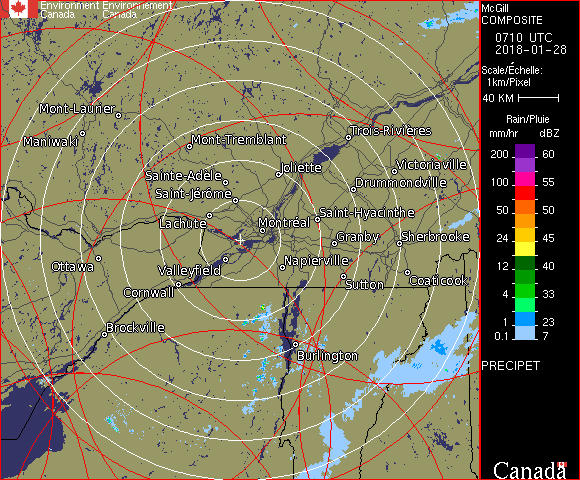 Environment Environnement
Canada Canada
McGill
COMPOSITE
0710 UTC
2018-01-28
Scale/Échelle:
1km/Pixel
40 KM
Rain/Pluie
mm/hr dBZ
200 60
150 57
100 55
50 50
24 45
12 40
4 33
1 23
0.1 7
PRECIPET
Canada
Mont-Laurier
Maniwaki
Mont-Tremblant
Trois-Rivières
Sainte-Adèle
Joliette
Victoriaville
Saint-Jérôme
Drummondville
Lachute
Montréal
Saint-Hyacinthe
Granby
Sherbrooke
Ottawa
Valleyfield
Napierville
Cornwall
Sutton
Coaticook
Brockville
Burlington